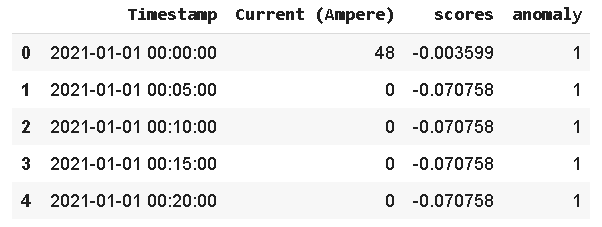 Timestamp Current (Ampere) scores anomaly
0 2021-01-01 00:00:00 48 -0.003599 1
1 2021-01-01 00:05:00 0 -0.070758 1
2 2021-01-01 00:10:00 0 -0.070758 1
3 2021-01-01 00:15:00 0 -0.070758 1
4 2021-01-01 00:20:00 0 -0.070758 1